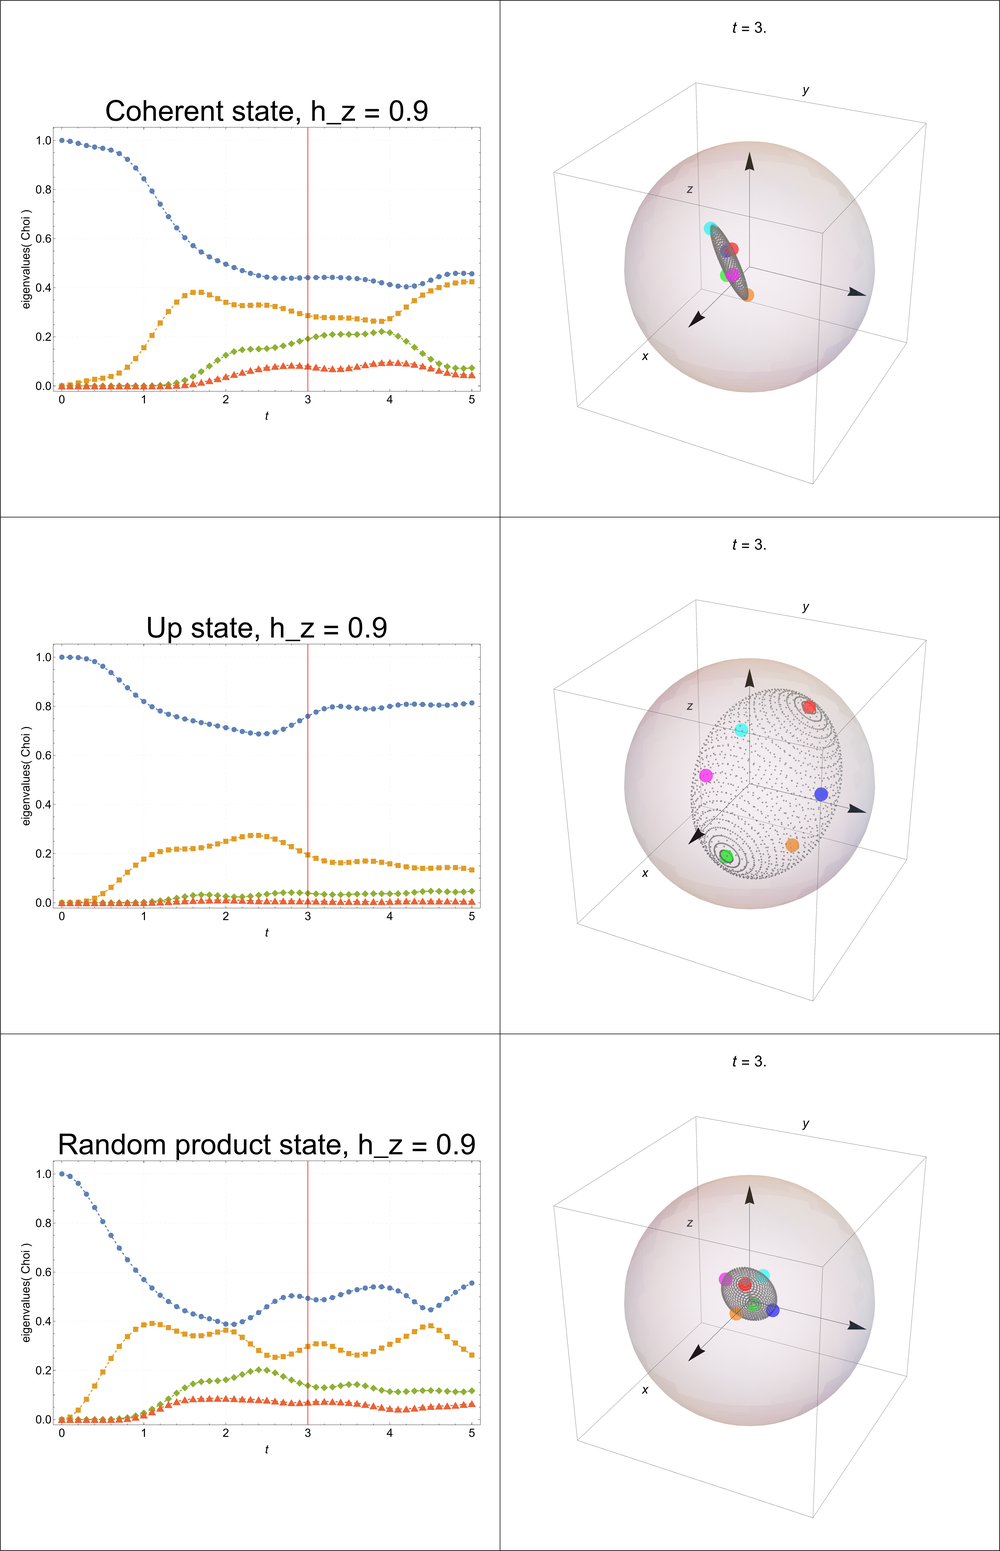 t = 3.
Coherent state, h_z = 0.9
eigenvalues( Choi )
1.0
0.8
0.6
0.4
0.2
0.0
0 1 2 3 4 5
t
y
z
x
t = 3.
Up state, h_z = 0.9
eigenvalues( Choi )
1.0
0.8
0.6
0.4
0.2
0.0
0 1 2 3 4 5
t
y
z
x
t = 3.
Random product state, h_z = 0.9
eigenvalues( Choi )
1.0
0.8
0.6
0.4
0.2
0.0
0 1 2 3 4 5
t
y
z
x